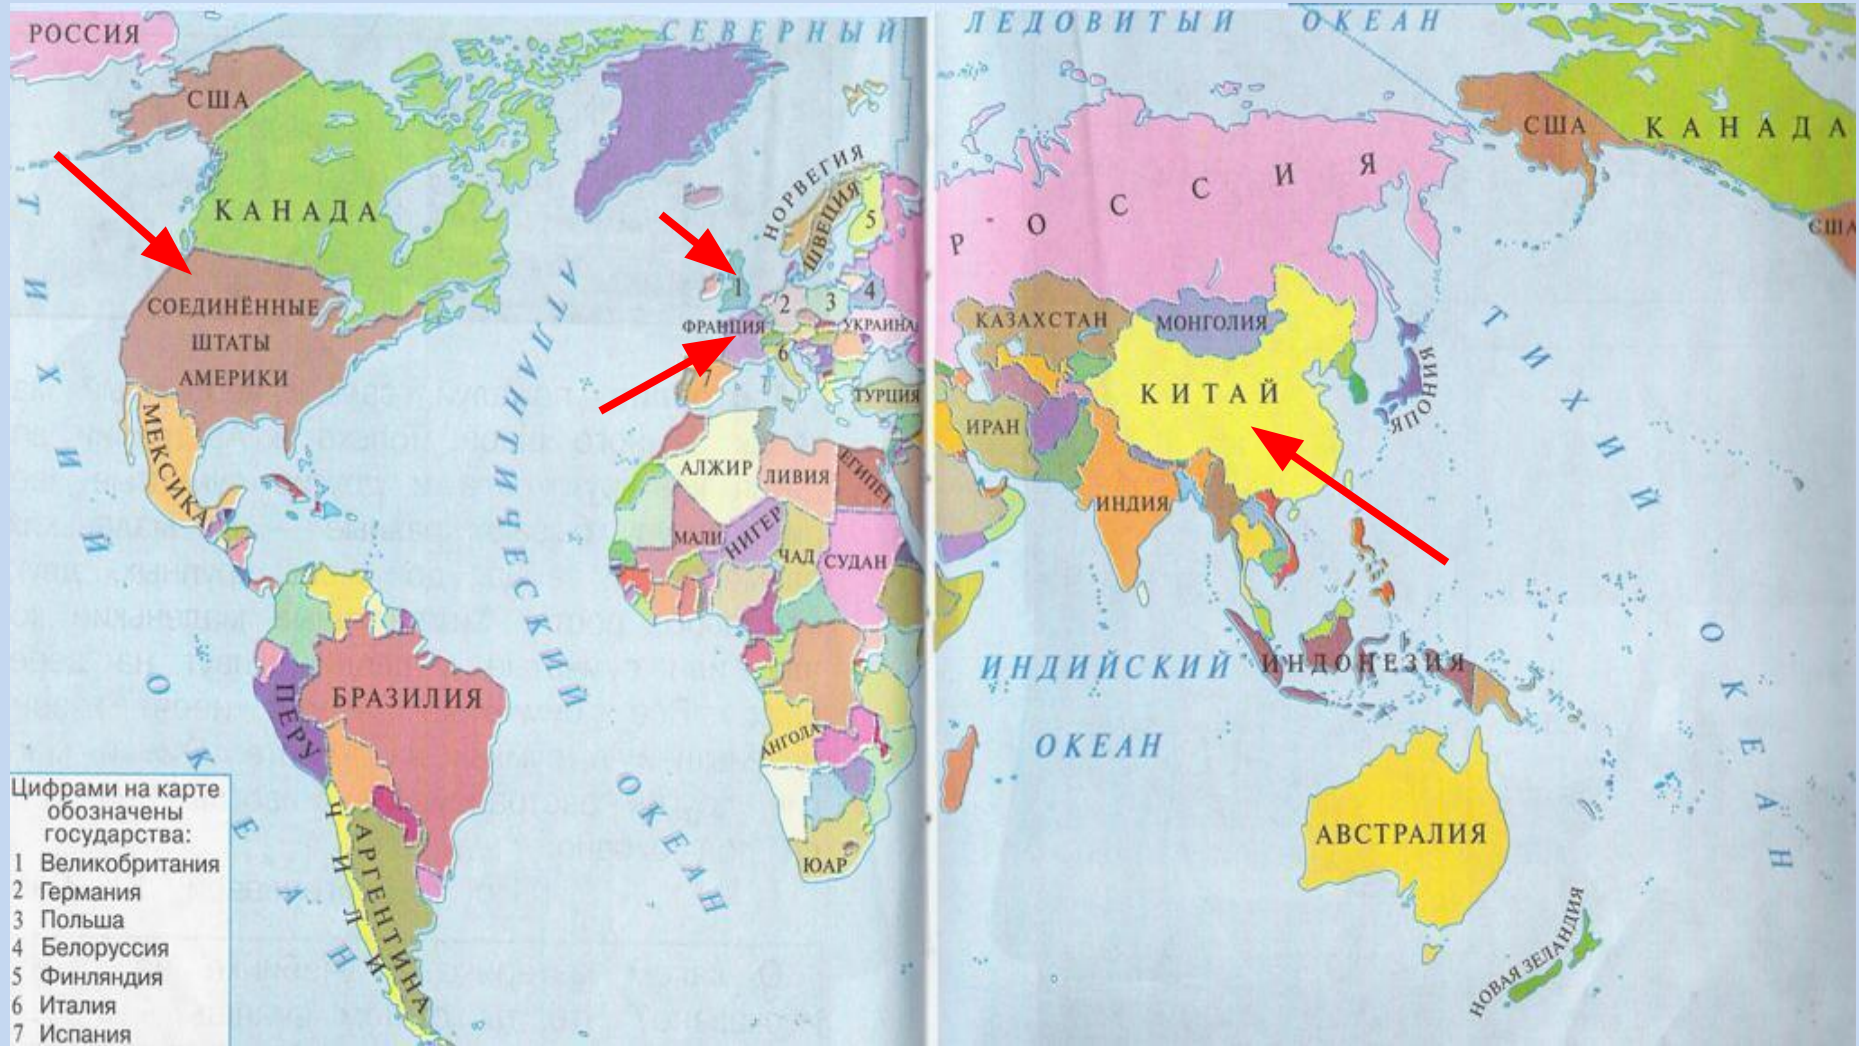 РОССИЯ
СЕВЕРНЫЙ
ЛЕДОВИТЫЙ ОКЕАН
США
КАНАДА
СОЕДИНЁННЫЕ
ШТАТЫ
АМЕРИКИ
МЕКСИКА
ТИХИЙ
ОКЕАН
АТЛАНТИЧЕСКИЙ
ОКЕАН
ПЕРУ
БРАЗИЛИЯ
ЧИЛИ
АРГЕНТИНА
НОРВЕГИЯ
ШВЕЦИЯ
5
1
2
3
4
ФРАНЦИЯ
УКРАИНА
6
7
ТУРЦИЯ
АЛЖИР
ЛИВИЯ
ЕГИПЕТ
МАЛИ
НИГЕР
ЧАД
СУДАН
АНГОЛА
ЮАР
РОССИЯ
КАЗАХСТАН
МОНГОЛИЯ
КИТАЙ
ЯПОНИЯ
ИРАН
ИНДИЯ
ИНДИЙСКИЙ
ОКЕАН
ИНДОНЕЗИЯ
АВСТРАЛИЯ
НОВАЯ ЗЕЛАНДИЯ
США
КАНАДА
США
ТИХИЙ
ОКЕАН
Цифрами на карте
обозначены
государства:
1 Великобритания
2 Германия
3 Польша
4 Белоруссия
5 Финляндия
6 Италия
7 Испания